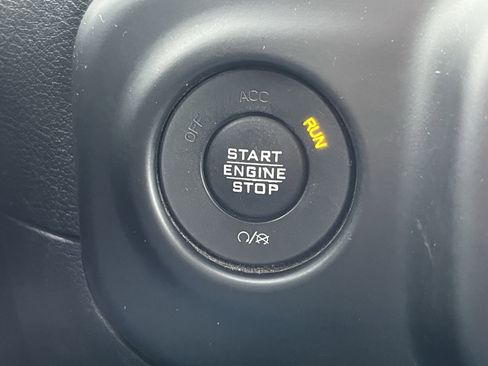 ACC
OFF
RUN
START
ENGINE
STOP